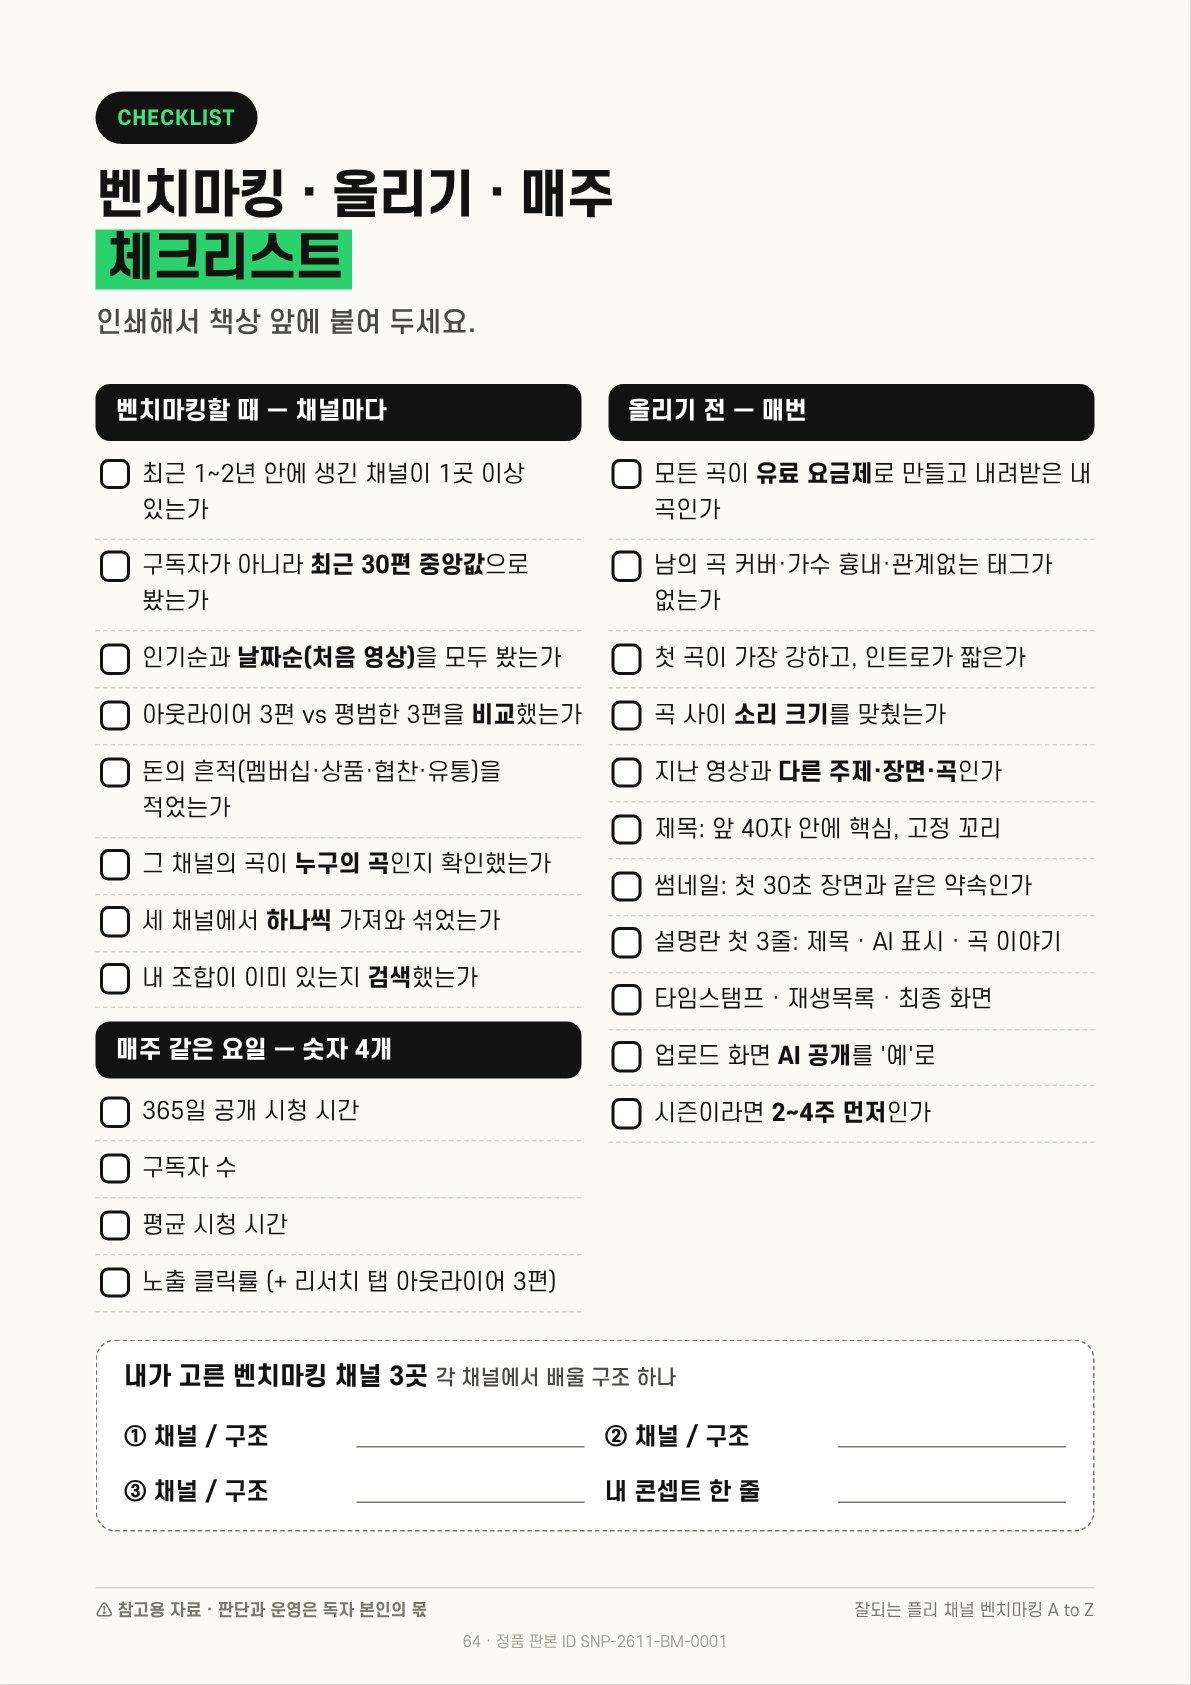 CHECKLIST
벤치마킹 · 올리기 · 매주
체크리스트
인쇄해서 책상 앞에 붙여 두세요.
벤치마킹할 때 — 채널마다
최근 1~2년 안에 생긴 채널이 1곳 이상
있는가
구독자가 아니라 최근 30편 중앙값으로
봤는가
인기순과 날짜순(처음 영상)을 모두 봤는가
아웃라이어 3편 vs 평범한 3편을 비교했는가
돈의 흔적(멤버십·상품·협찬·유통)을
적었는가
그 채널의 곡이 누구의 곡인지 확인했는가
세 채널에서 하나씩 가져와 섞었는가
내 조합이 이미 있는지 검색했는가
매주 같은 요일 — 숫자 4개
365일 공개 시청 시간
구독자 수
평균 시청 시간
노출 클릭률 (+ 리서치 탭 아웃라이어 3편)
올리기 전 — 매번
모든 곡이 유료 요금제로 만들고 내려받은 내
곡인가
남의 곡 커버·가수 흉내·관계없는 태그가
없는가
첫 곡이 가장 강하고, 인트로가 짧은가
곡 사이 소리 크기를 맞췄는가
지난 영상과 다른 주제·장면·곡인가
제목: 앞 40자 안에 핵심, 고정 꼬리
썸네일: 첫 30초 장면과 같은 약속인가
설명란 첫 3줄: 제목 · AI 표시 · 곡 이야기
타임스탬프 · 재생목록 · 최종 화면
업로드 화면 AI 공개를 '예'로
시즌이라면 2~4주 먼저인가
내가 고른 벤치마킹 채널 3곳 각 채널에서 배울 구조 하나
① 채널 / 구조
② 채널 / 구조
③ 채널 / 구조
내 콘셉트 한 줄
⚠ 참고용 자료 · 판단과 운영은 독자 본인의 몫
잘되는 플리 채널 벤치마킹 A to Z
64 · 정품 판본 ID SNP-2611-BM-0001